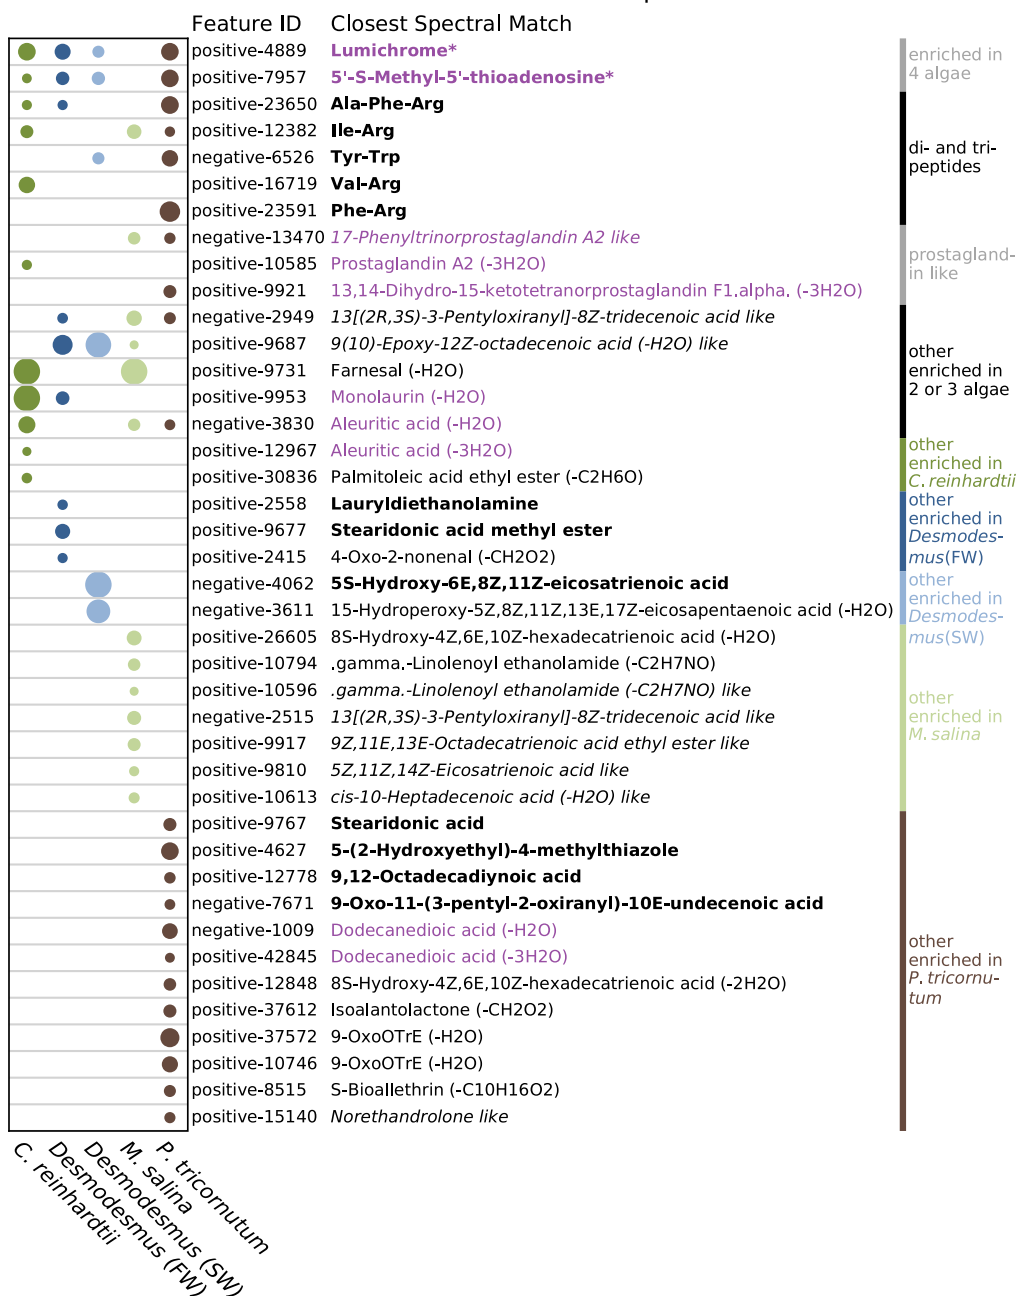 Feature ID Closest Spectral Match
positive-4889 Lumichrome*
positive-7957 5'-S-Methyl-5'-thioadenosine*
positive-23650 Ala-Phe-Arg
positive-12382 Ile-Arg
negative-6526 Tyr-Trp
positive-16719 Val-Arg
positive-23591 Phe-Arg
negative-13470 17-Phenyltrinorprostaglandin A2 like
positive-10585 Prostaglandin A2 (-3H2O)
positive-9921 13,14-Dihydro-15-ketotetranorprostaglandin F1.alpha. (-3H2O)
negative-2949 13[(2R,3S)-3-Pentyloxiranyl]-8Z-tridecenoic acid like
positive-9687 9(10)-Epoxy-12Z-octadecenoic acid (-H2O) like
positive-9731 Farnesal (-H2O)
positive-9953 Monolaurin (-H2O)
negative-3830 Aleuritic acid (-H2O)
positive-12967 Aleuritic acid (-3H2O)
positive-30836 Palmitoleic acid ethyl ester (-C2H6O)
positive-2558 Lauryldiethanolamine
positive-9677 Stearidonic acid methyl ester
positive-2415 4-Oxo-2-nonenal (-CH2O2)
negative-4062 5S-Hydroxy-6E,8Z,11Z-eicosatrienoic acid
negative-3611 15-Hydroperoxy-5Z,8Z,11Z,13E,17Z-eicosapentaenoic acid (-H2O)
positive-26605 8S-Hydroxy-4Z,6E,10Z-hexadecatrienoic acid (-H2O)
positive-10794 .gamma.-Linolenoyl ethanolamide (-C2H7NO)
positive-10596 .gamma.-Linolenoyl ethanolamide (-C2H7NO) like
negative-2515 13[(2R,3S)-3-Pentyloxiranyl]-8Z-tridecenoic acid like
positive-9917 9Z,11E,13E-Octadecatrienoic acid ethyl ester like
positive-9810 5Z,11Z,14Z-Eicosatrienoic acid like
positive-10613 cis-10-Heptadecenoic acid (-H2O) like
positive-9767 Stearidonic acid
positive-4627 5-(2-Hydroxyethyl)-4-methylthiazole
positive-12778 9,12-Octadecadiynoic acid
negative-7671 9-Oxo-11-(3-pentyl-2-oxiranyl)-10E-undecenoic acid
negative-1009 Dodecanedioic acid (-H2O)
positive-42845 Dodecanedioic acid (-3H2O)
positive-12848 8S-Hydroxy-4Z,6E,10Z-hexadecatrienoic acid (-2H2O)
positive-37612 Isoalantolactone (-CH2O2)
positive-37572 9-OxoOTrE (-H2O)
positive-10746 9-OxoOTrE (-H2O)
positive-8515 S-Bioallethrin (-C10H16O2)
positive-15140 Norethandrolone like
enriched in
4 algae
di- and tri-
peptides
prostagland-
in like
other
enriched in
2 or 3 algae
other
enriched in
C. reinhardtii
other
enriched in
Desmodes-
mus(FW)
other
enriched in
Desmodes-
mus(SW)
other
enriched in
M. salina
other
enriched in
P. tricornu-
tum
C. reinhardtii
Desmodesmus (FW)
Desmodesmus (SW)
M. salina
P. tricornutum